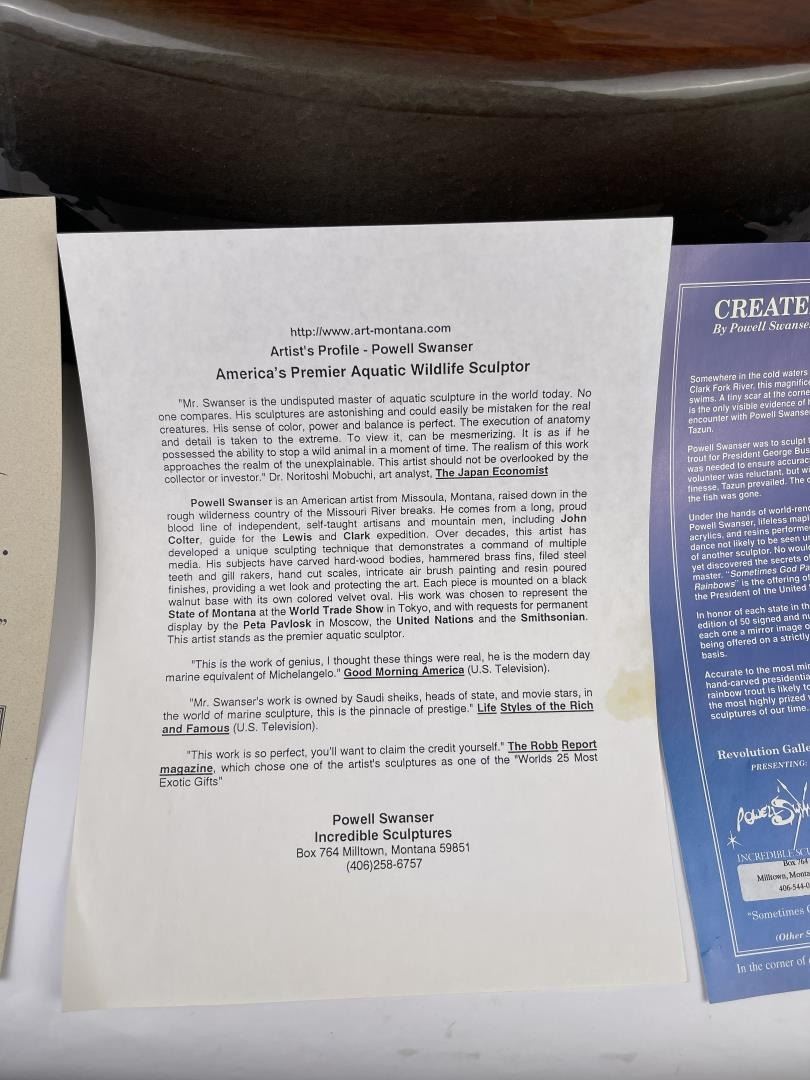 http://www.art-montana.com
Artist's Profile - Powell Swanser
America's Premier Aquatic Wildlife Sculptor
"Mr. Swanser is the undisputed master of aquatic sculpture in the world today. No
one compares. His sculptures are astonishing and could easily be mistaken for the real
creatures. His sense of color, power and balance is perfect. The execution of anatomy
and detail is taken to the extreme. To view it, can be mesmerizing. It is as if he
possessed the ability to stop a wild animal in a moment of time. The realism of this work
approaches the realm of the unexplainable. This artist should not be overlooked by the
collector or investor." Dr. Noritoshi Mobuchi, art analyst, The Japan Economist
Powell Swanser is an American artist from Missoula, Montana, raised down in the
rough wilderness country of the Missouri River breaks. He comes from a long, proud
blood line of independent, self-taught artisans and mountain men, including John
Colter, guide for the Lewis and Clark expedition. Over decades, this artist has
developed a unique sculpting technique that demonstrates a command of multiple
media. His subjects have carved hard-wood bodies, hammered brass fins, filed steel
teeth and gill rakers, hand cut scales, intricate air brush painting and resin poured
finishes, providing a wet look and protecting the art. Each piece is mounted on a black
walnut base with its own colored velvet oval. His work was chosen to represent the
State of Montana at the World Trade Show in Tokyo, and with requests for permanent
display by the Peta Pavlosk in Moscow, the United Nations and the Smithsonian.
This artist stands as the premier aquatic sculptor.
"This is the work of genius, I thought these things were real, he is the modern day
marine equivalent of Michelangelo." Good Morning America (U.S. Television).
"Mr. Swanser's work is owned by Saudi sheiks, heads of state, and movie stars, in
the world of marine sculpture, this is the pinnacle of prestige." Life Styles of the Rich
and Famous (U.S. Television).
"This work is so perfect, you'll want to claim the credit yourself." The Robb Report
magazine, which chose one of the artist's sculptures as one of the "Worlds 25 Most
Exotic Gifts"
Powell Swanser
Incredible Sculptures
Box 764 Milltown, Montana 59851
(406)258-6757
CREATE
By Powell Swanse
Somewhere in the cold waters
Clark Fork River, this magnific
swims. A tiny scar at the corne
is the only visible evidence of
encounter with Powell Swanse
Tazun.
Powell Swanser was to sculpt
trout for President George Bus
was needed to ensure accurac
volunteer was reluctant, but wi
finesse, Tazun prevailed. The
the fish was gone.
Under the hands of world-reno
Powell Swanser, lifeless mapl
acrylics, and resins performe
dance not likely to be seen un
of another sculptor. No woul
yet discovered the secrets of
master. "Sometimes God Pa
Rainbows" is the offering of
the President of the United
In honor of each state in th
edition of 50 signed and nu
each one a mirror image o
being offered on a strictly
basis.
Accurate to the most min
hand-carved presidentia
rainbow trout is likely to
the most highly prized
sculptures of our time.
Revolution Galle
PRESENTING:
Powell Swan
INCREDIBLE SCU
Box 764
Milltown, Monta
406-544-0
"Sometimes
(Other S
In the corner of